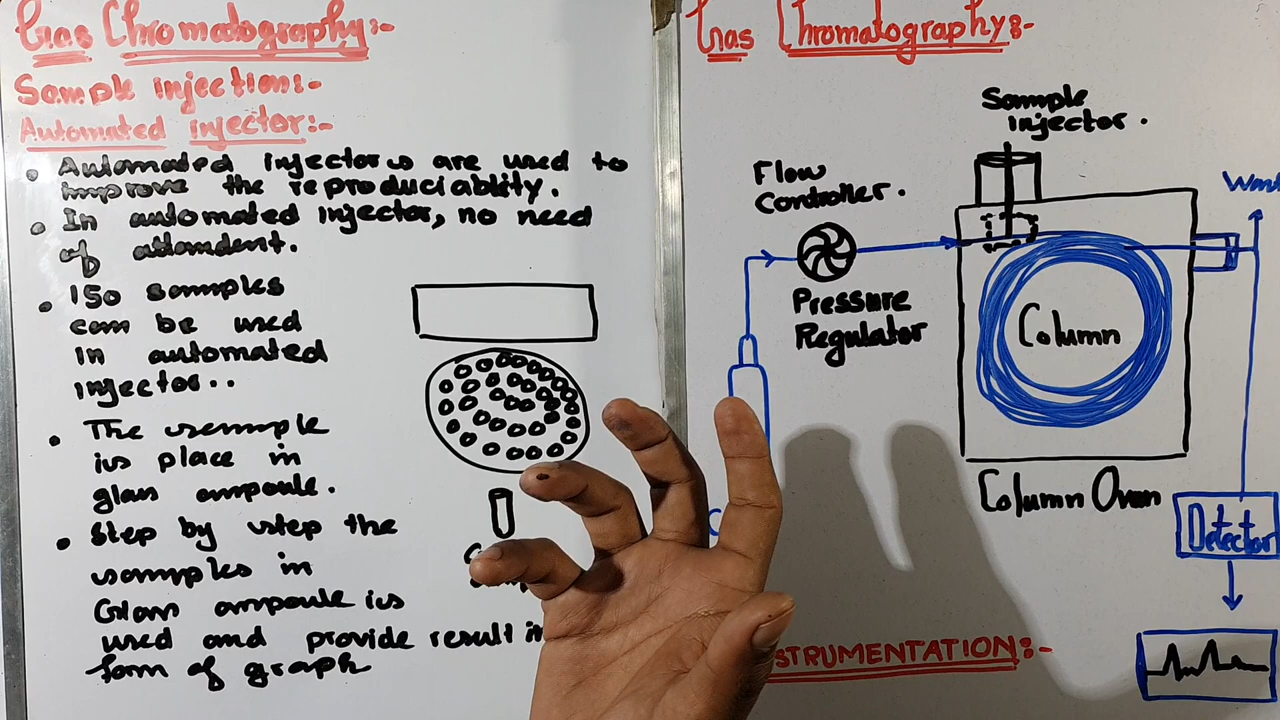 Gas Chromatography:-
Sample injection:-
Automated injector:-
• Automated injectors are used to
improve the reproduciablity.
• In automated injector, no need
of attendent.
• 150 samples
can be used
in automated
injector..
• The sample
is place in
glass ampoule.
• Step by step the
samples in
Glass ampoule is
used and provide result in
form of graph
Gas Chromatography:-
Sample
injector.
Flow
Controller.
Pressure
Regulator
Column
Column Oven
Detector
STRUMENTATION:-